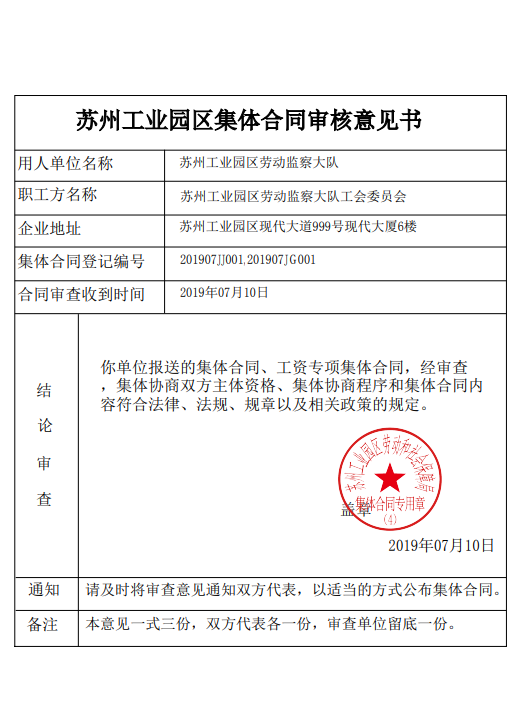 苏州工业园区集体合同审核意见书
用人单位名称 苏州工业园区劳动监察大队
职工方名称 苏州工业园区劳动监察大队工会委员会
企业地址 苏州工业园区现代大道999号现代大厦6楼
集体合同登记编号 201907JJ001,201907JG001
合同审查收到时间 2019年07月10日
结论审查
你单位报送的集体合同、工资专项集体合同，经审查
，集体协商双方主体资格、集体协商程序和集体合同内
容符合法律、法规、规章以及相关政策的规定。
苏州工业园区劳动和社会保障局
集体合同专用章
(4)
盖章
2019年07月10日
通知 请及时将审查意见通知双方代表，以适当的方式公布集体合同。
备注 本意见一式三份，双方代表各一份，审查单位留底一份。